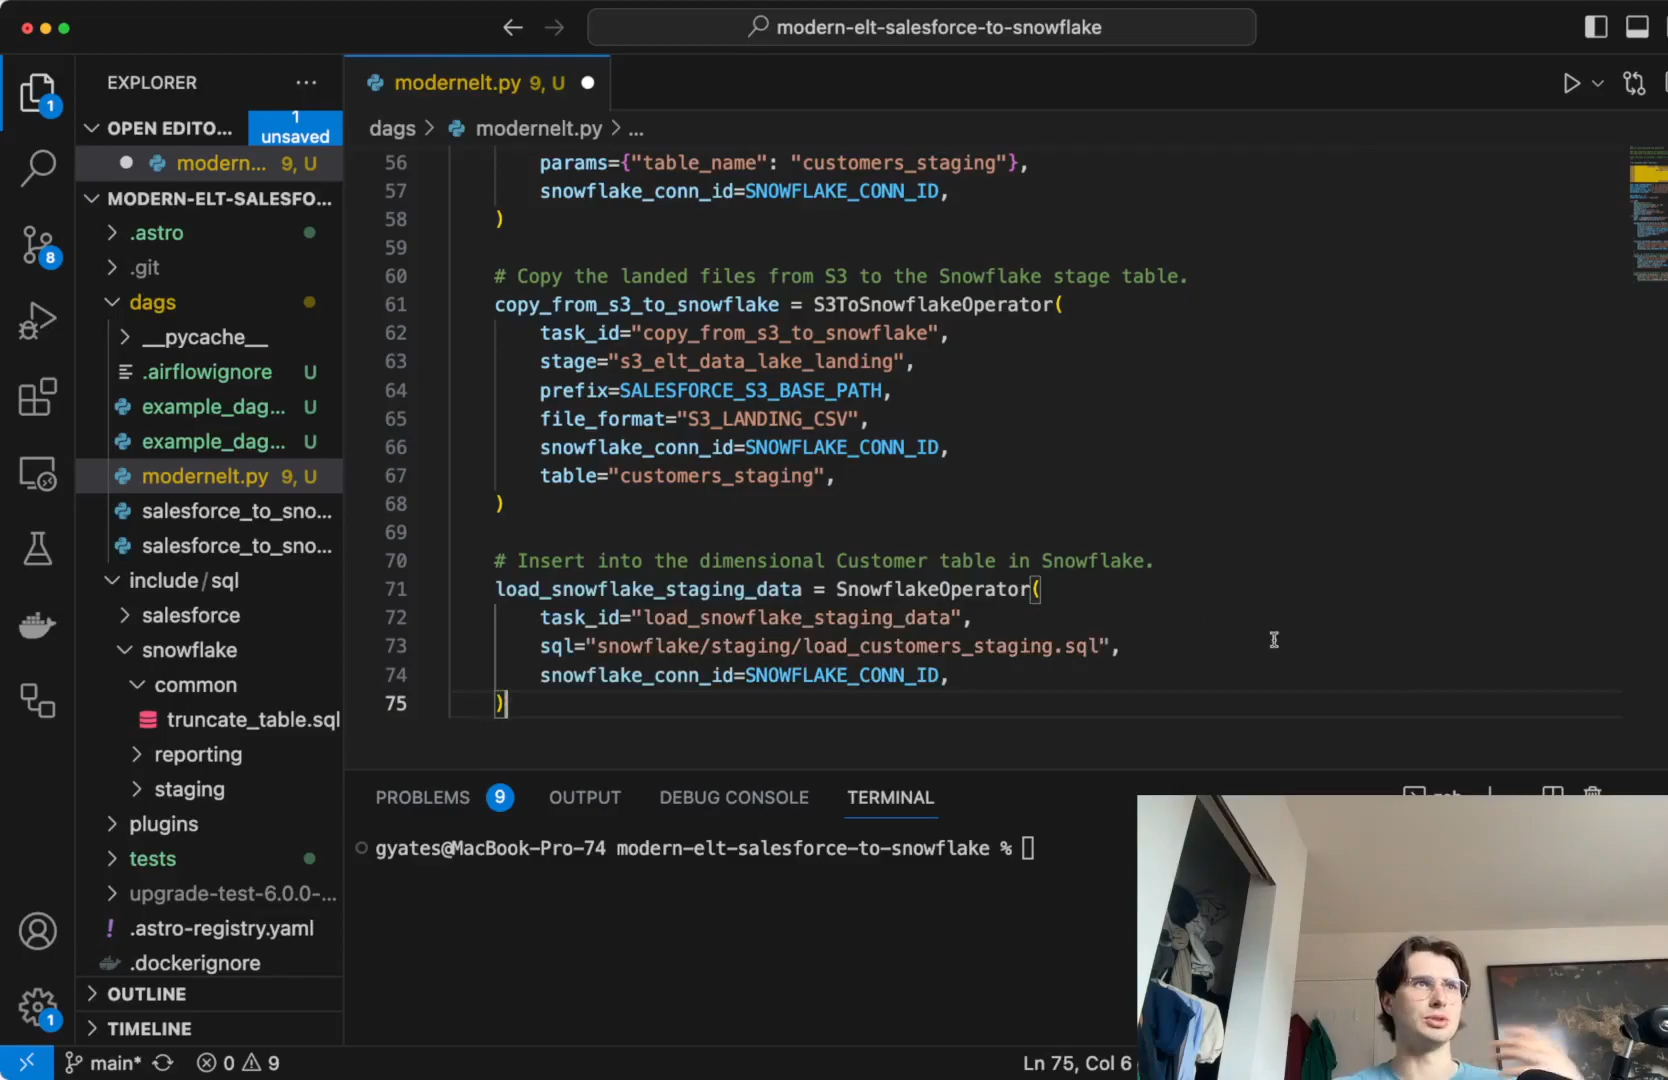 modern-elt-salesforce-to-snowflake
EXPLORER
OPEN EDITO... 1 unsaved
modern... 9, U
MODERN-ELT-SALESFO...
.astro
.git
dags
__pycache__
.airflowignore U
example_dag... U
example_dag... U
modernelt.py 9, U
salesforce_to_sno...
salesforce_to_sno...
include/sql
salesforce
snowflake
common
truncate_table.sql
reporting
staging
plugins
tests
upgrade-test-6.0.0-...
! .astro-registry.yaml
.dockerignore
OUTLINE
TIMELINE
1
8
1
modernelt.py 9, U
dags > modernelt.py > ...
56 params={"table_name": "customers_staging"},
57 snowflake_conn_id=SNOWFLAKE_CONN_ID,
58 )
59
60 # Copy the landed files from S3 to the Snowflake stage table.
61 copy_from_s3_to_snowflake = S3ToSnowflakeOperator(
62 task_id="copy_from_s3_to_snowflake",
63 stage="s3_elt_data_lake_landing",
64 prefix=SALESFORCE_S3_BASE_PATH,
65 file_format="S3_LANDING_CSV",
66 snowflake_conn_id=SNOWFLAKE_CONN_ID,
67 table="customers_staging",
68 )
69
70 # Insert into the dimensional Customer table in Snowflake.
71 load_snowflake_staging_data = SnowflakeOperator(
72 task_id="load_snowflake_staging_data",
73 sql="snowflake/staging/load_customers_staging.sql",
74 snowflake_conn_id=SNOWFLAKE_CONN_ID,
75 )
PROBLEMS 9 OUTPUT DEBUG CONSOLE TERMINAL
gyates@MacBook-Pro-74 modern-elt-salesforce-to-snowflake %
main* 0 9 Ln 75, Col 6